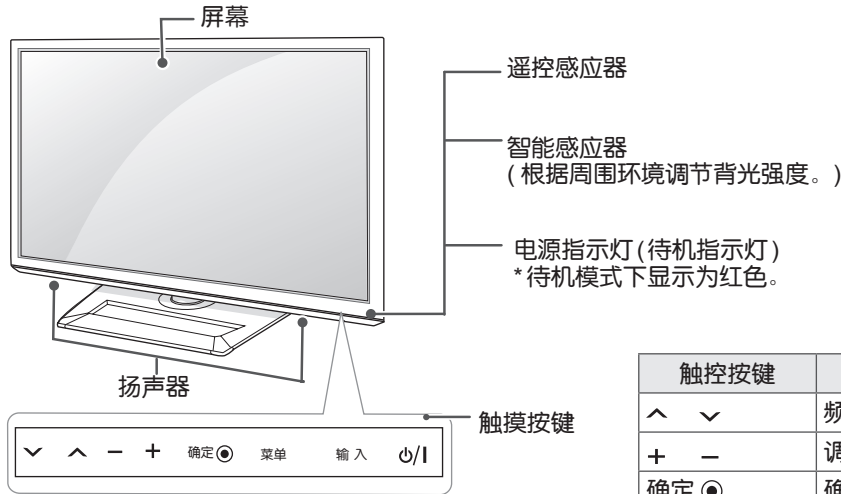 屏幕
遥控感应器
智能感应器
(根据周围环境调节背光强度。)
电源指示灯(待机指示灯)
*待机模式下显示为红色。
扬声器
触摸按键
确定 菜单 输 入
触控按键
+ −
确定